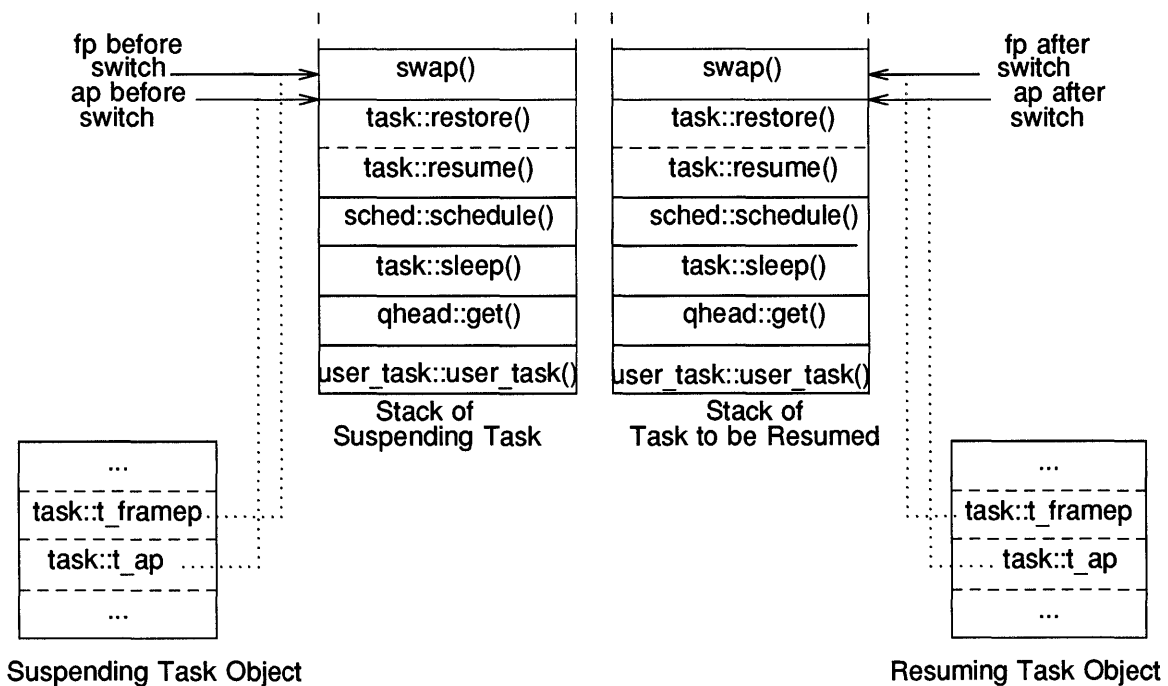 fp before
switch
ap before
switch
swap()
task::restore()
task::resume()
sched::schedule()
task::sleep()
qhead::get()
user_task::user_task()
Stack of
Suspending Task
swap()
task::restore()
task::resume()
sched::schedule()
task::sleep()
qhead::get()
user_task::user_task()
Stack of
Task to be Resumed
fp after
switch
ap after
switch
...
task::t_framep
task::t_ap
...
Suspending Task Object
...
task::t_framep
task::t_ap
...
Resuming Task Object